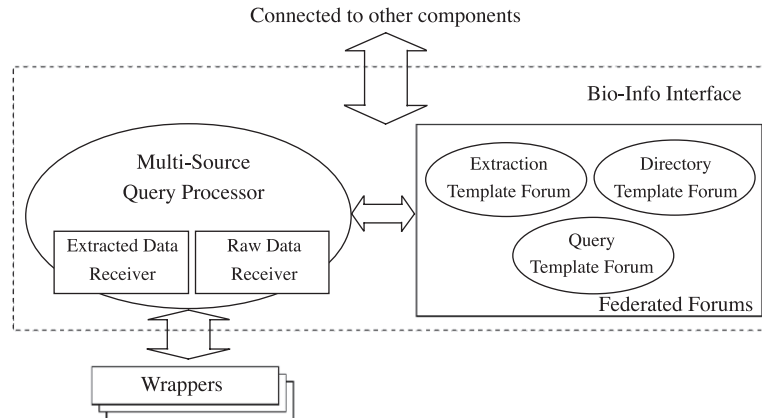 Connected to other components
Bio-Info Interface
Multi-Source
Query Processor
Extracted Data
Receiver
Raw Data
Receiver
Extraction
Template Forum
Directory
Template Forum
Query
Template Forum
Federated Forums
Wrappers